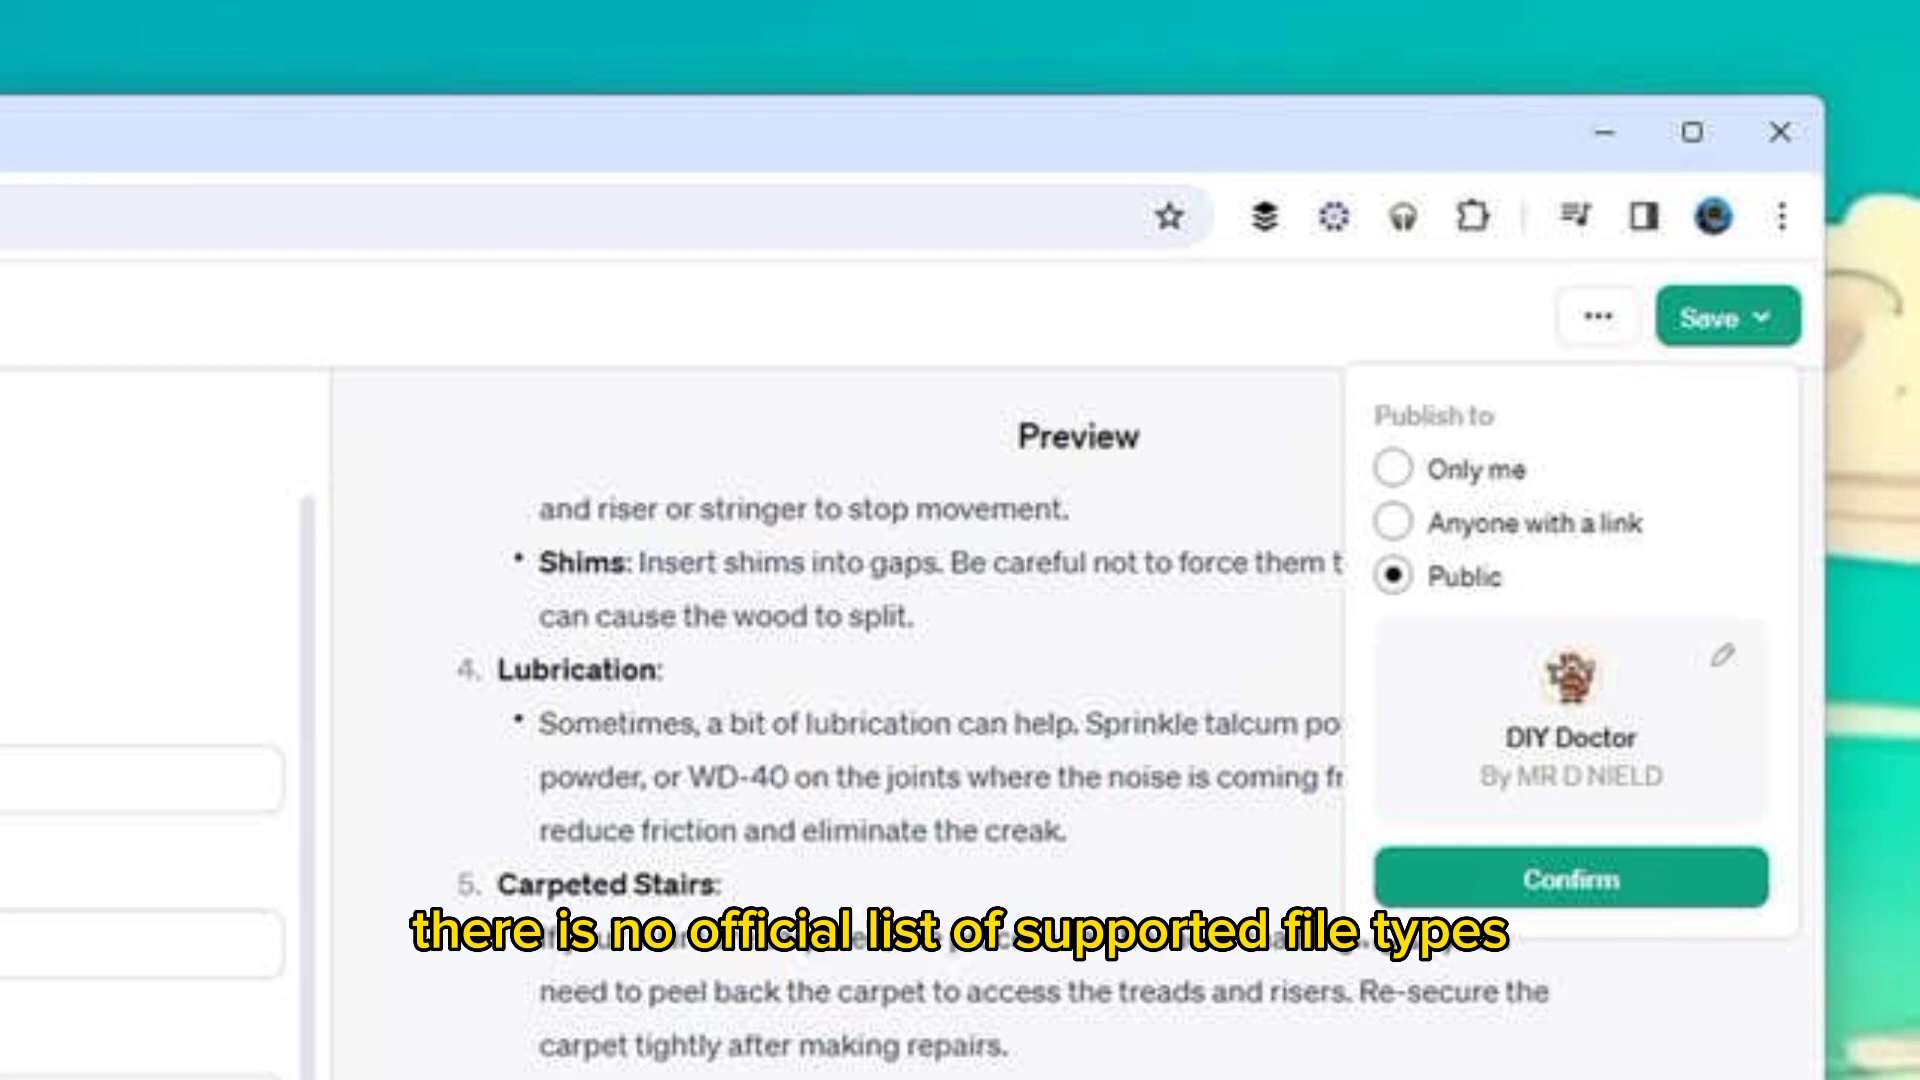 Save
Preview
Publish to
Only me
Anyone with a link
Public
and riser or stringer to stop movement.
• Shims: Insert shims into gaps. Be careful not to force them t
can cause the wood to split.
4. Lubrication:
• Sometimes, a bit of lubrication can help. Sprinkle talcum po
powder, or WD-40 on the joints where the noise is coming fr
reduce friction and eliminate the creak.
5. Carpeted Stairs:
need to peel back the carpet to access the treads and risers. Re-secure the
carpet tightly after making repairs.
DIY Doctor
By MR D NIELD
Confirm
there is no official list of supported file types